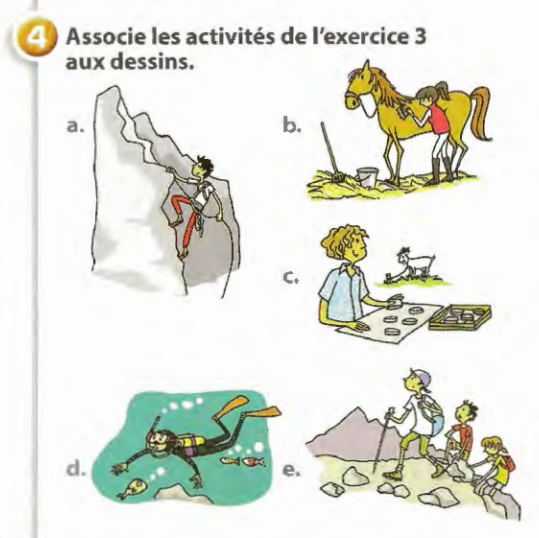 4 Associe les activités de l'exercice 3
aux dessins.
a.
b.
c.
d.
e.